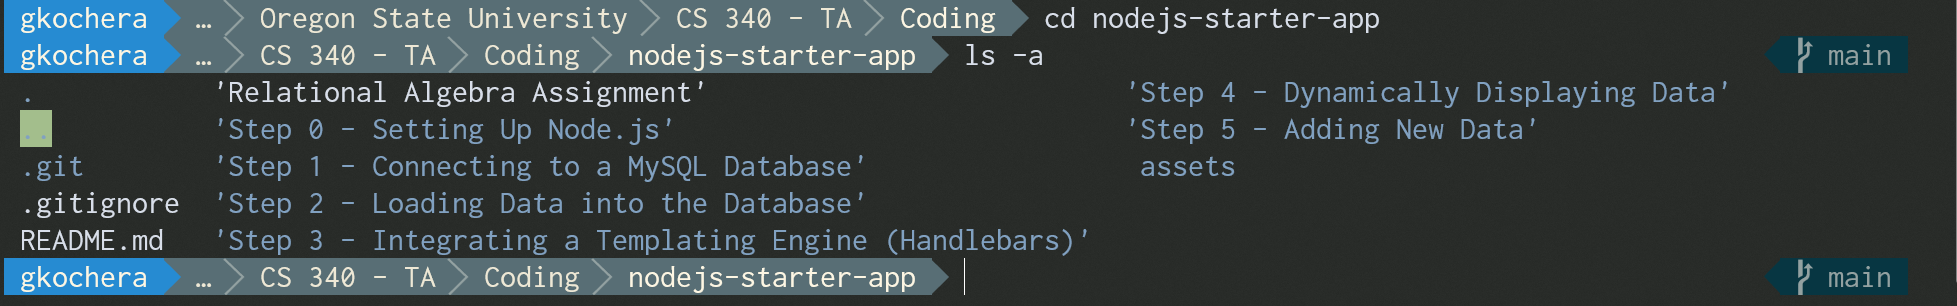 gkochera … Oregon State University CS 340 – TA Coding cd nodejs-starter-app
gkochera … CS 340 – TA Coding nodejs-starter-app ls -a main
. 'Relational Algebra Assignment' 'Step 4 – Dynamically Displaying Data'
.. 'Step 0 – Setting Up Node.js' 'Step 5 – Adding New Data'
.git 'Step 1 – Connecting to a MySQL Database' assets
.gitignore 'Step 2 – Loading Data into the Database'
README.md 'Step 3 – Integrating a Templating Engine (Handlebars)'
gkochera … CS 340 – TA Coding nodejs-starter-app main